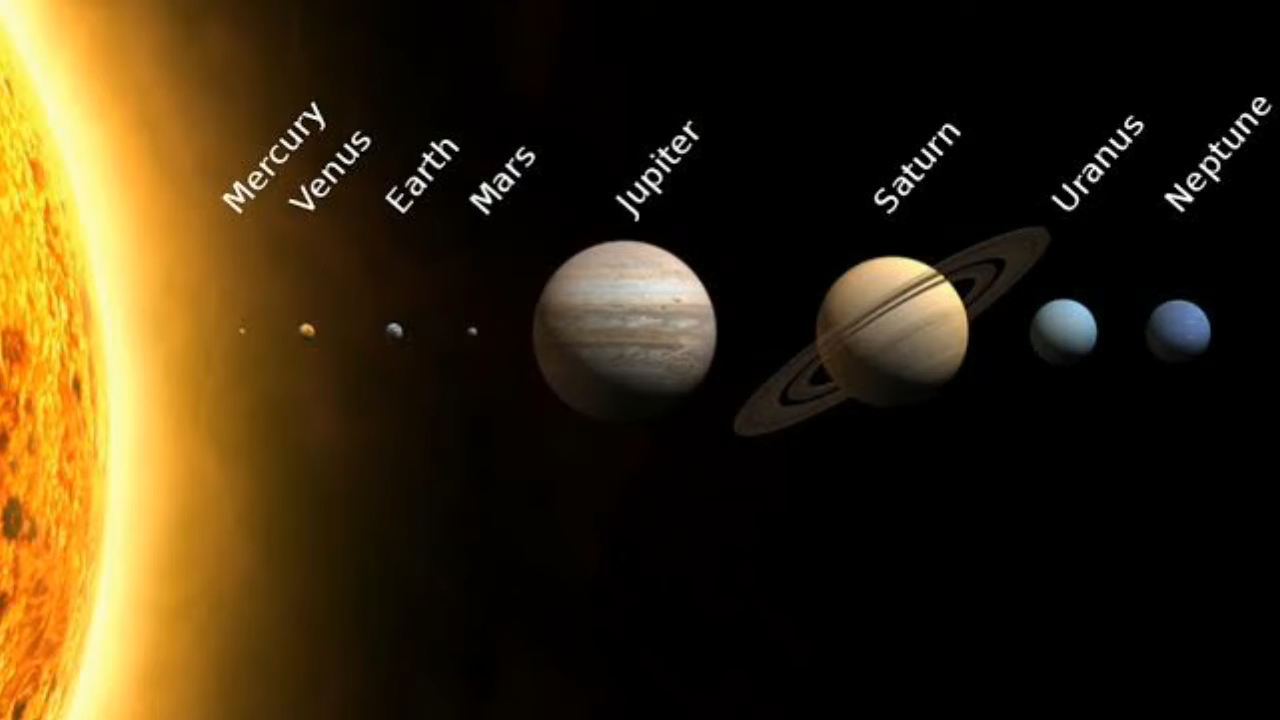 Mercury
Venus
Earth
Mars
Jupiter
Saturn
Uranus
Neptune